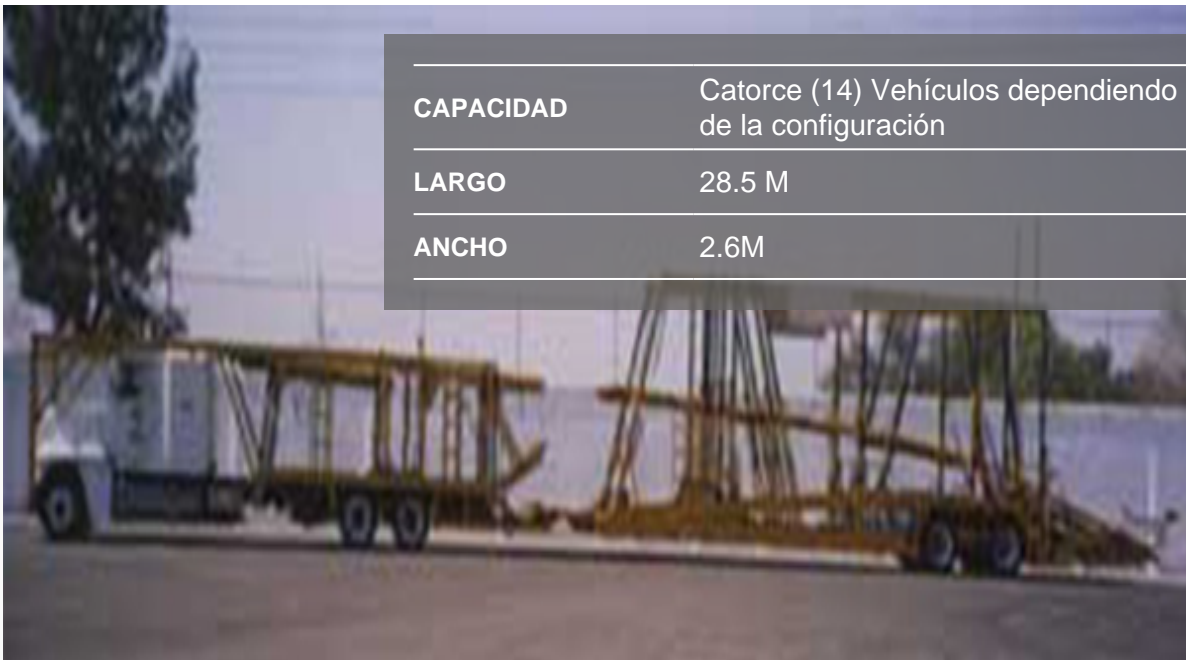 CAPACIDAD Catorce (14) Vehículos dependiendo
de la configuración
LARGO 28.5 M
ANCHO 2.6M